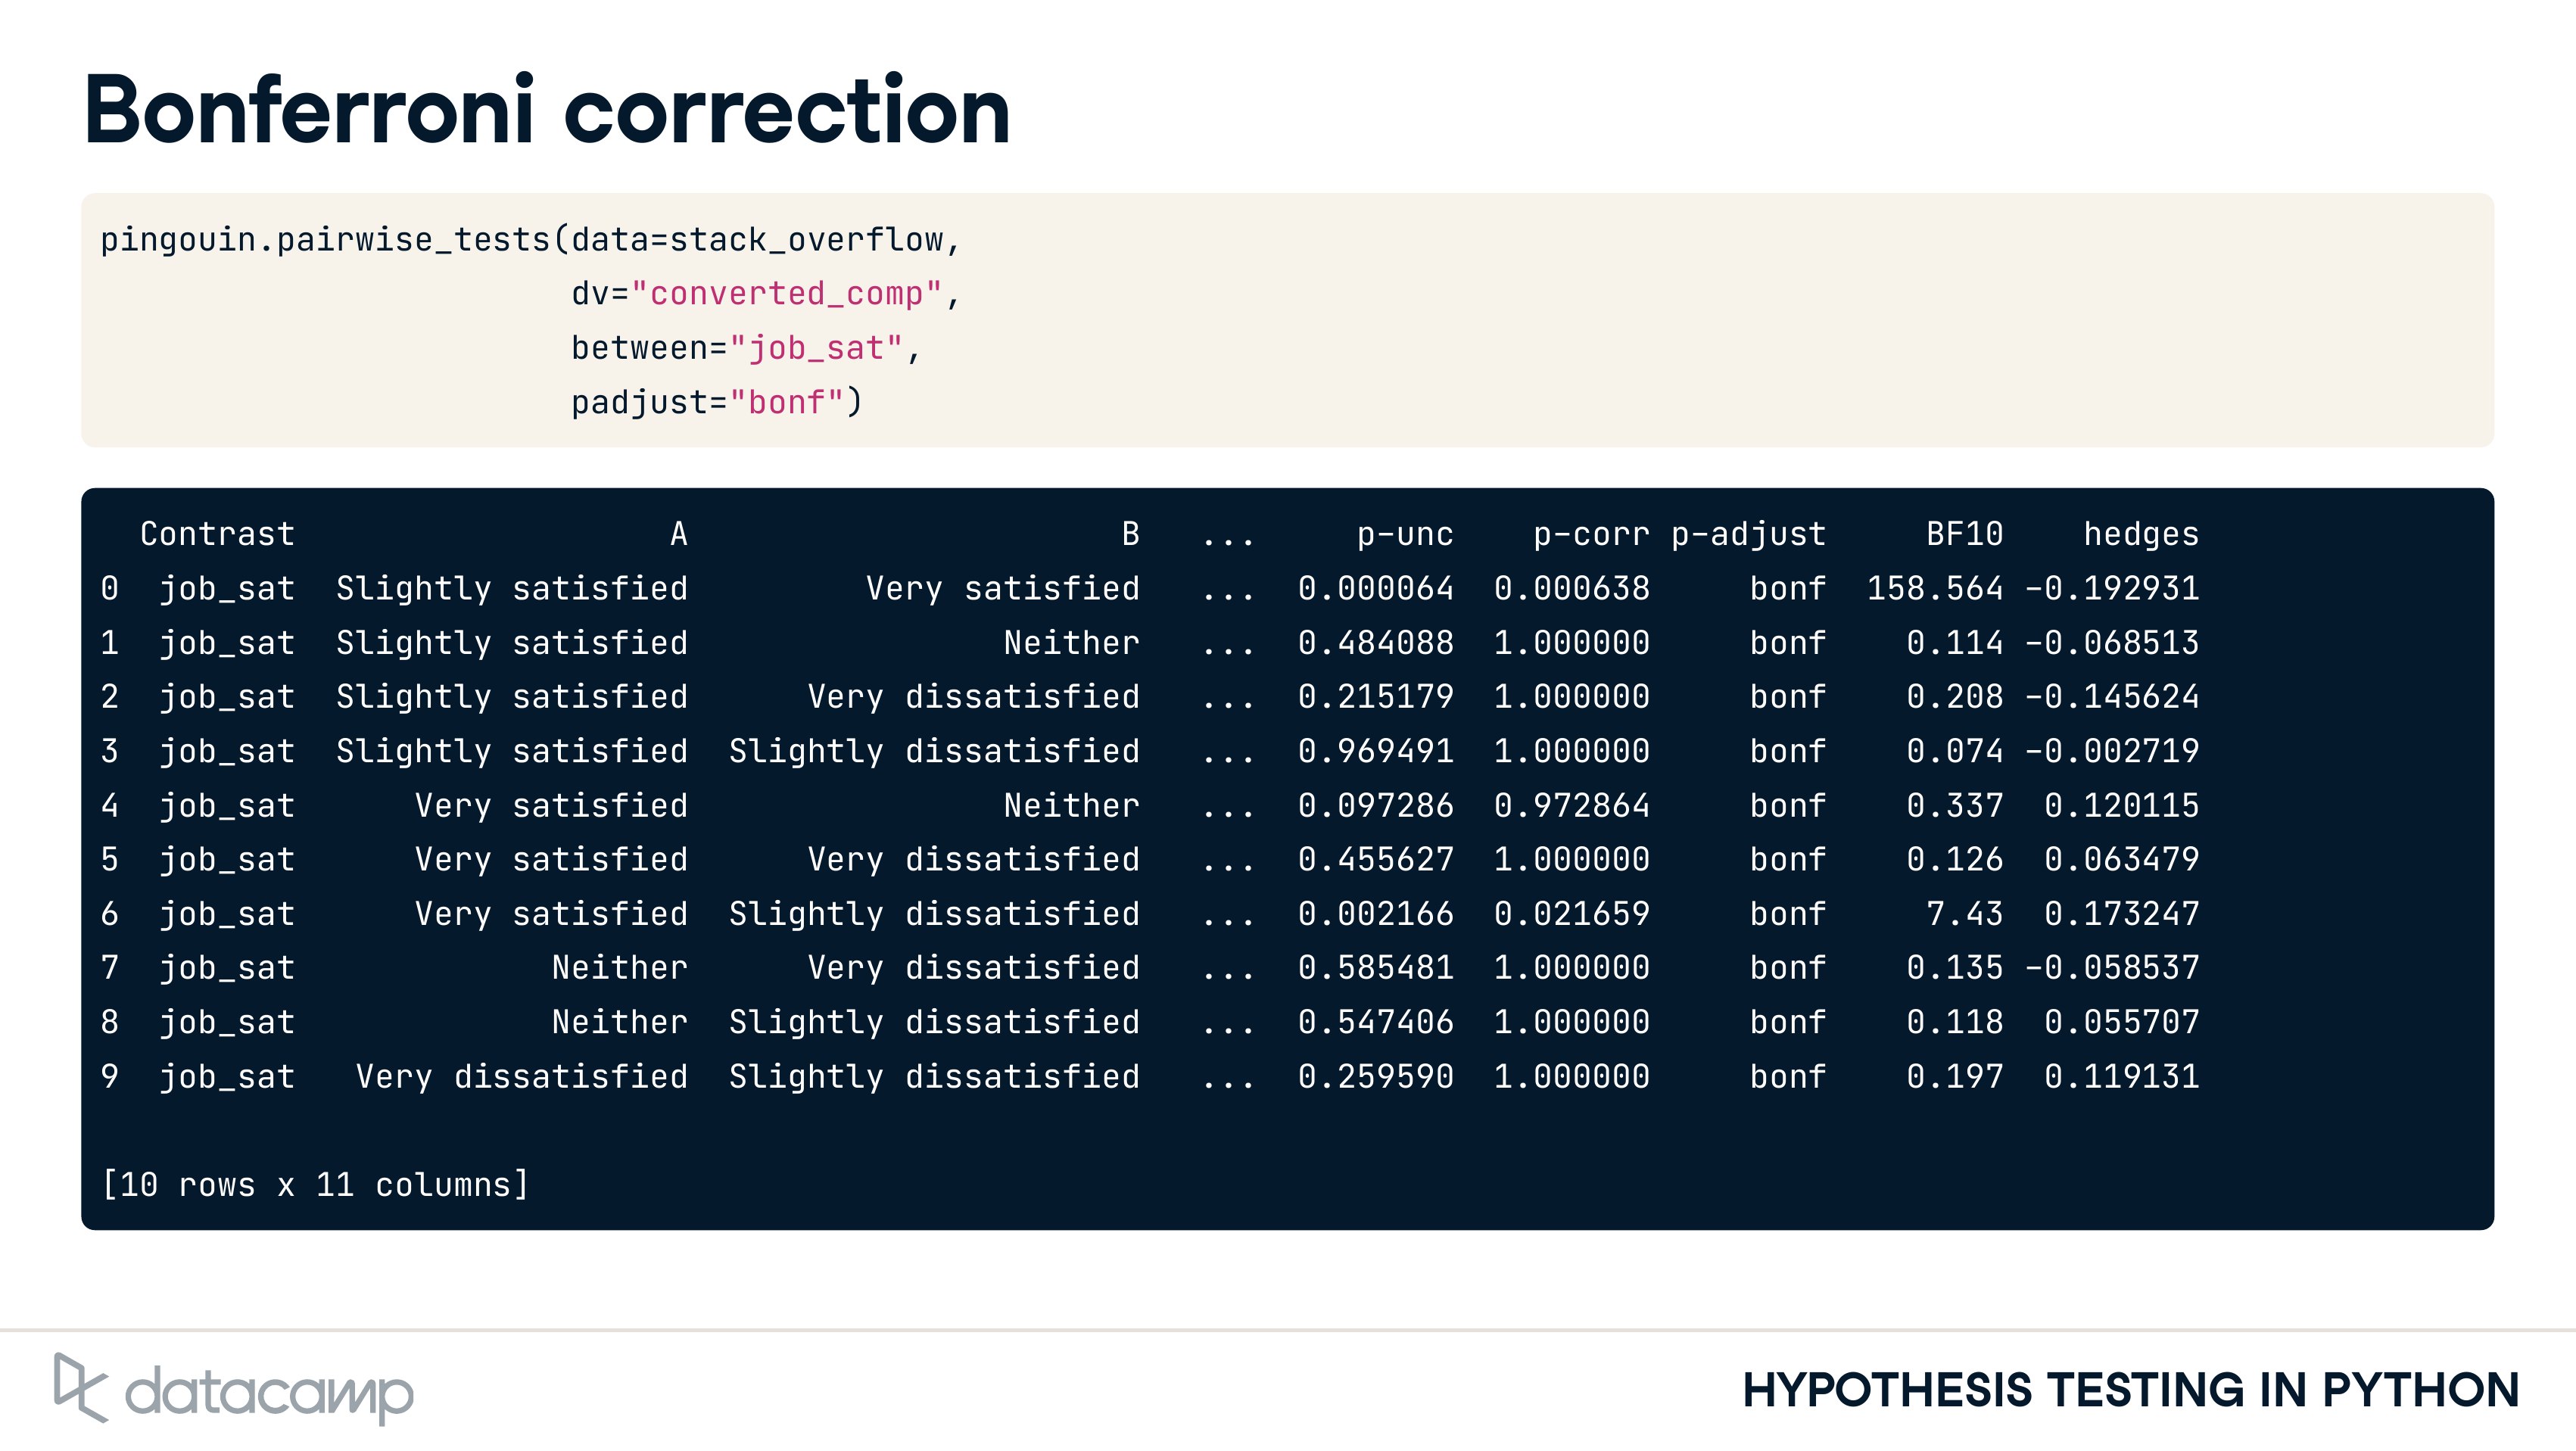 Bonferroni correction
pingouin.pairwise_tests(data=stack_overflow,
                        dv="converted_comp",
                        between="job_sat",
                        padjust="bonf")
  Contrast                   A                      B   ...     p-unc    p-corr p-adjust     BF10    hedges
0  job_sat  Slightly satisfied         Very satisfied   ...  0.000064  0.000638     bonf  158.564 -0.192931
1  job_sat  Slightly satisfied                Neither   ...  0.484088  1.000000     bonf    0.114 -0.068513
2  job_sat  Slightly satisfied      Very dissatisfied   ...  0.215179  1.000000     bonf    0.208 -0.145624
3  job_sat  Slightly satisfied  Slightly dissatisfied   ...  0.969491  1.000000     bonf    0.074 -0.002719
4  job_sat      Very satisfied                Neither   ...  0.097286  0.972864     bonf    0.337  0.120115
5  job_sat      Very satisfied      Very dissatisfied   ...  0.455627  1.000000     bonf    0.126  0.063479
6  job_sat      Very satisfied  Slightly dissatisfied   ...  0.002166  0.021659     bonf     7.43  0.173247
7  job_sat             Neither      Very dissatisfied   ...  0.585481  1.000000     bonf    0.135 -0.058537
8  job_sat             Neither  Slightly dissatisfied   ...  0.547406  1.000000     bonf    0.118  0.055707
9  job_sat   Very dissatisfied  Slightly dissatisfied   ...  0.259590  1.000000     bonf    0.197  0.119131
[10 rows x 11 columns]
datacamp
HYPOTHESIS TESTING IN PYTHON